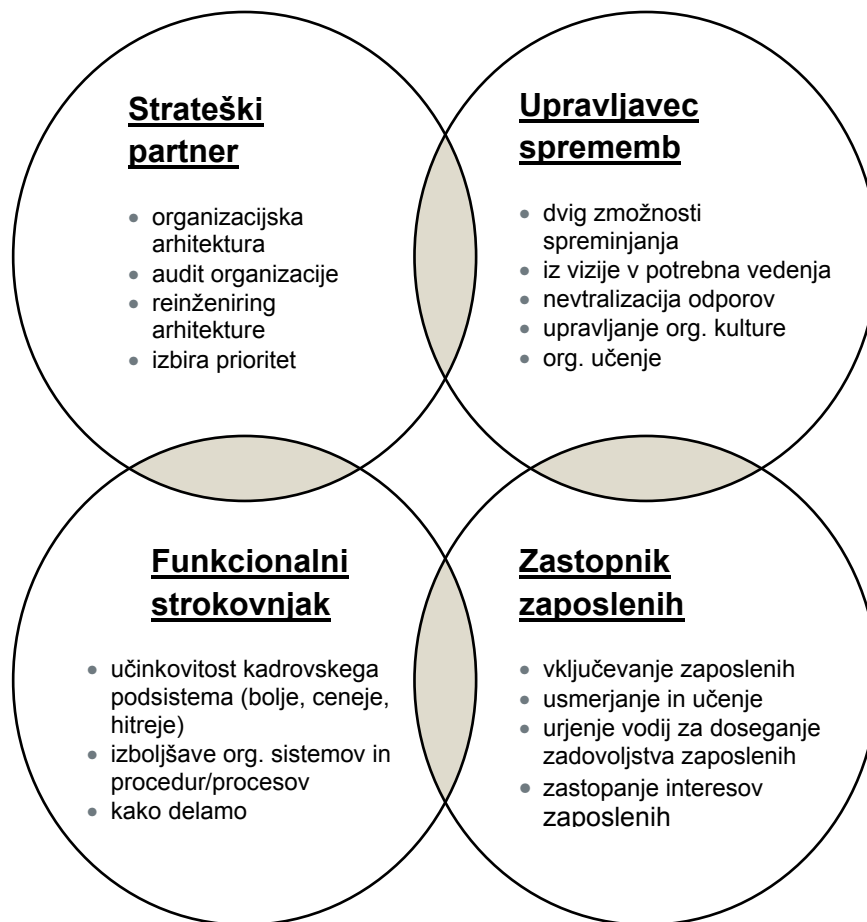 Strateški
partner
• organizacijska
arhitektura
• audit organizacije
• reinženiring
arhitekture
• izbira prioritet
Upravljavec
sprememb
• dvig zmožnosti
spreminjanja
• iz vizije v potrebna vedenja
• nevtralizacija odporov
• upravljanje org. kulture
• org. učenje
Funkcionalni
strokovnjak
• učinkovitost kadrovskega
podsistema (bolje, ceneje,
hitreje)
• izboljšave org. sistemov in
procedur/procesov
• kako delamo
Zastopnik
zaposlenih
• vključevanje zaposlenih
• usmerjanje in učenje
• urjenje vodij za doseganje
zadovoljstva zaposlenih
• zastopanje interesov
zaposlenih